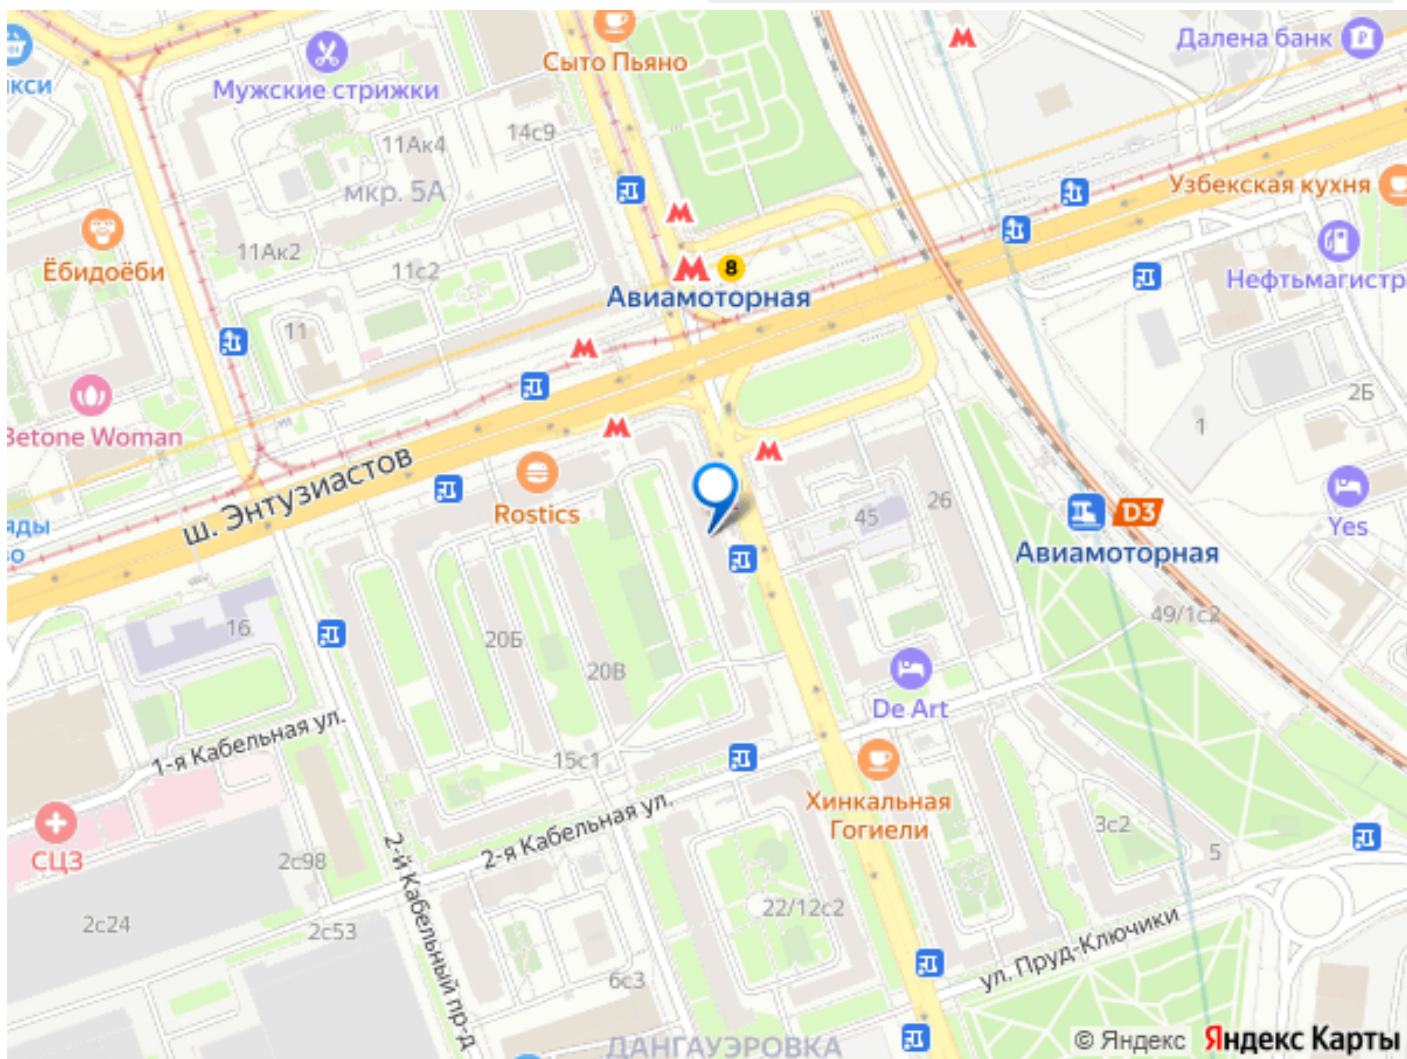 Далена банк
Сыто Пьяно
кси
Мужские стрижки
14с9
11Ак4
мкр. 5А
Узбекская кухня
11Ак2
Ёбидоёби
11с2
8
Авиамоторная
Нефтьмагистр
11
2Б
1
Betone Woman
ш. Энтузиастов
Rostics
26
45
яды
о
D3
Авиамоторная
Yes
16
20Б
20В
49/1с2
De Art
1-я Кабельная ул.
15с1
Хинкальная
Гогиели
2-я Кабельная ул.
3с2
5
СЦЗ
2с98
2-й Кабельный пр-д
22/12с2
2с24
2с53
ул. Пруд-Ключики
6с3
ДАНГАУЭРОВКА
© Яндекс Яндекс Карты